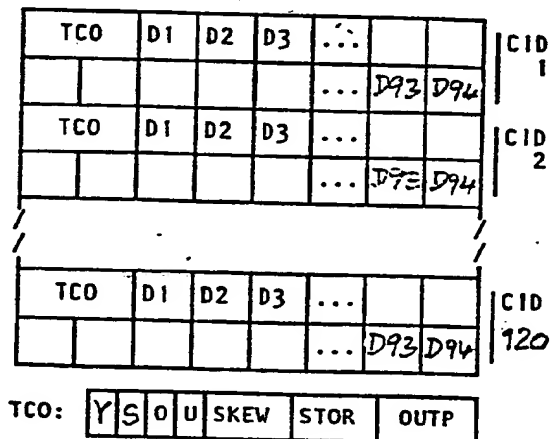 TCO D1 D2 D3 ... CID
1
... D93 D94
TCO D1 D2 D3 ... CID
2
... D93 D94
TCO D1 D2 D3 ... CID
120
... D93 D94
TCO: Y S O U SKEW STOR OUTP